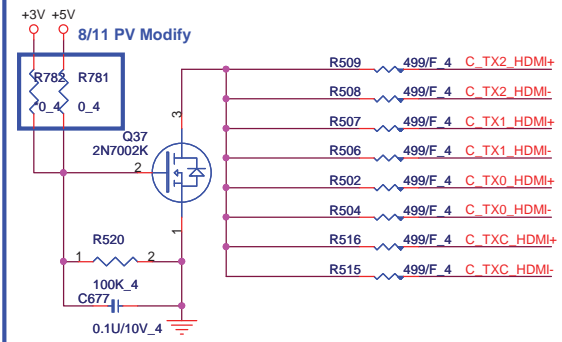 +3V +5V
8/11 PV Modify
R782 R781
*0_4 0_4
Q37
2N7002K
3
2
1
R520
1 2
100K_4
C677
0.1U/10V_4
R509 499/F_4 C_TX2_HDMI+
R508 499/F_4 C_TX2_HDMI-
R507 499/F_4 C_TX1_HDMI+
R506 499/F_4 C_TX1_HDMI-
R502 499/F_4 C_TX0_HDMI+
R504 499/F_4 C_TX0_HDMI-
R516 499/F_4 C_TXC_HDMI+
R515 499/F_4 C_TXC_HDMI-